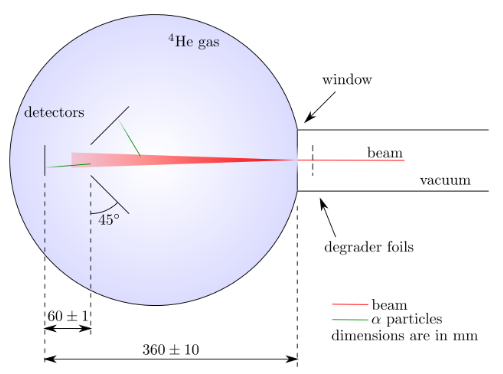 ⁴He gas
window
detectors
beam
vacuum
45°
degrader foils
beam
α particles
dimensions are in mm
60 ± 1
360 ± 10